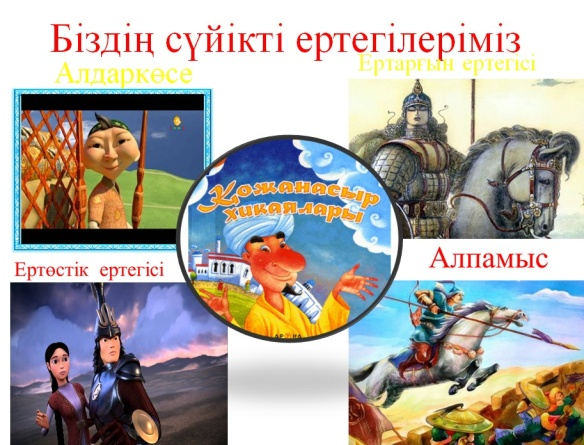 Біздің сүйікті ертегілеріміз
Алдаркөсе
Ертарғын ертегісі
Қожанасыр
хикаялары
Ертөстік ертегісі
Алпамыс